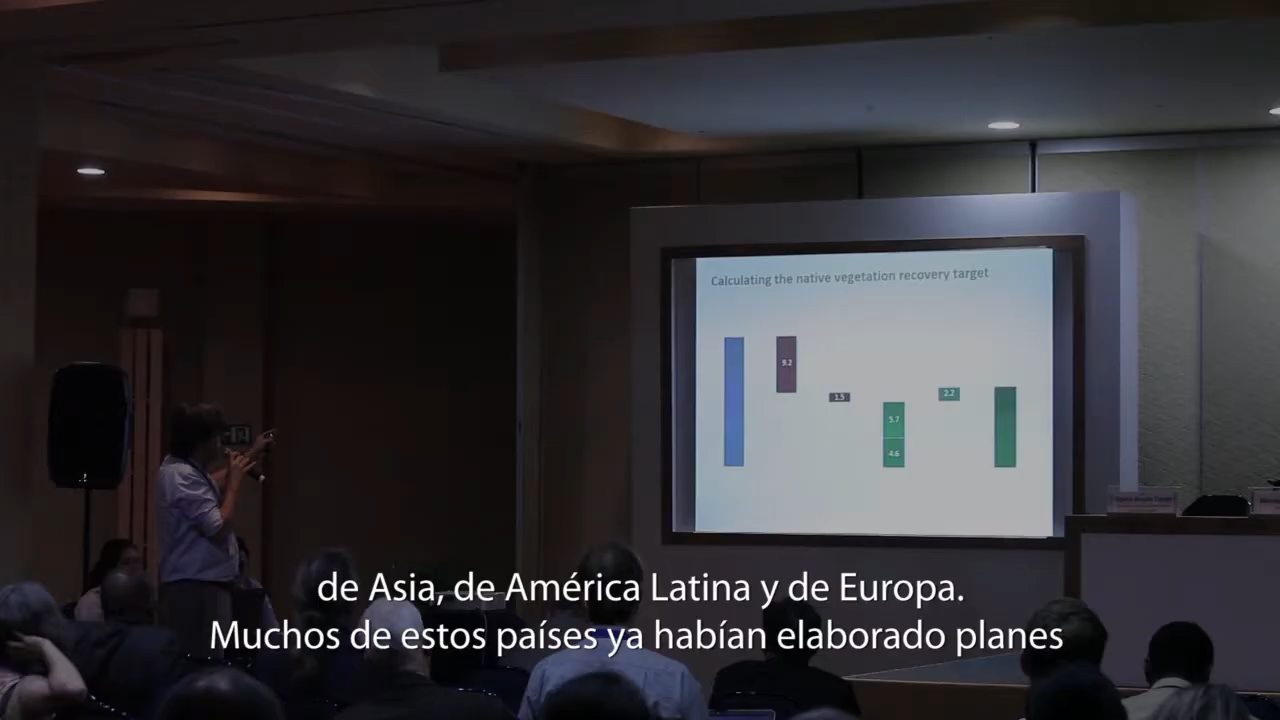 Calculating the native vegetation recovery target
9.2
1.5
5.7
4.6
2.2
de Asia, de América Latina y de Europa.
Muchos de estos países ya habían elaborado planes